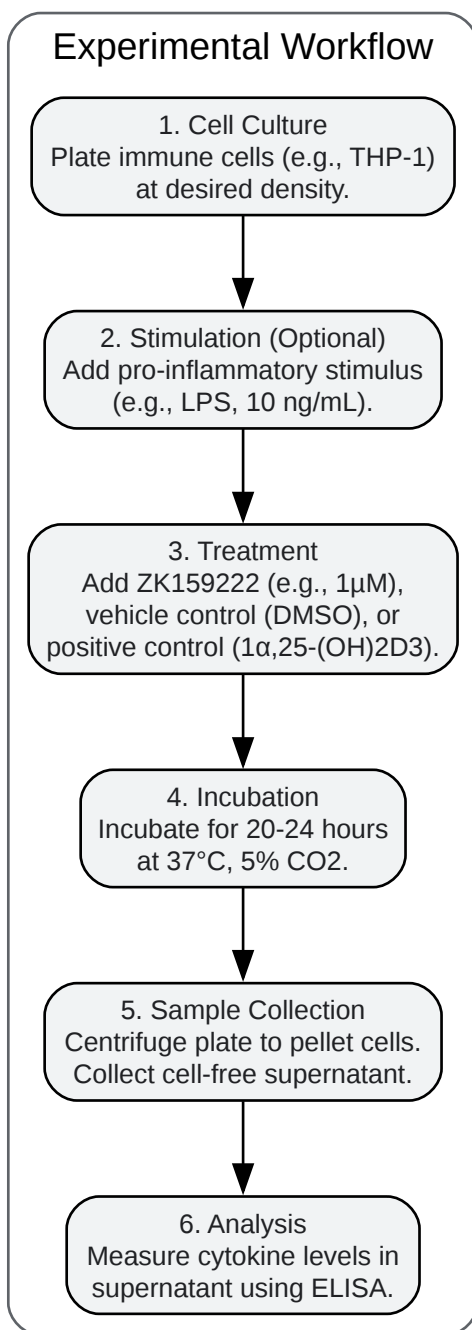 Experimental Workflow
1. Cell Culture
Plate immune cells (e.g., THP-1)
at desired density.
2. Stimulation (Optional)
Add pro-inflammatory stimulus
(e.g., LPS, 10 ng/mL).
3. Treatment
Add ZK159222 (e.g., 1µM),
vehicle control (DMSO), or
positive control (1α,25-(OH)2D3).
4. Incubation
Incubate for 20-24 hours
at 37°C, 5% CO2.
5. Sample Collection
Centrifuge plate to pellet cells.
Collect cell-free supernatant.
6. Analysis
Measure cytokine levels in
supernatant using ELISA.